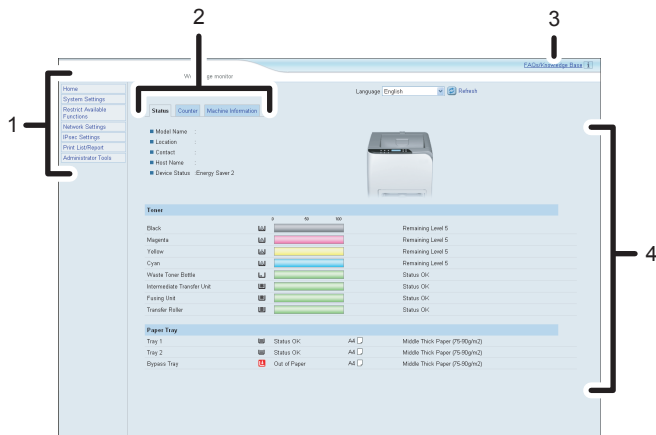 2
3
FAQs/Knowledge Base
monitor
Language English Refresh
1
Home
System Settings
Restrict Available
Functions
Network Settings
IPsec Settings
Print List/Report
Administrator Tools
Status Counter Machine Information
Model Name :
Location :
Contact :
Host Name :
Device Status :Energy Saver 2
4
Toner
0 50 100
Black Remaining Level 5
Magenta Remaining Level 5
Yellow Remaining Level 5
Cyan Remaining Level 5
Waste Toner Bottle Status OK
Intermediate Transfer Unit Status OK
Fusing Unit Status OK
Transfer Roller Status OK
Paper Tray
Tray 1 Status OK A4 Middle Thick Paper (75-90g/m2)
Tray 2 Status OK A4 Middle Thick Paper (75-90g/m2)
Bypass Tray Out of Paper A4 Middle Thick Paper (75-90g/m2)